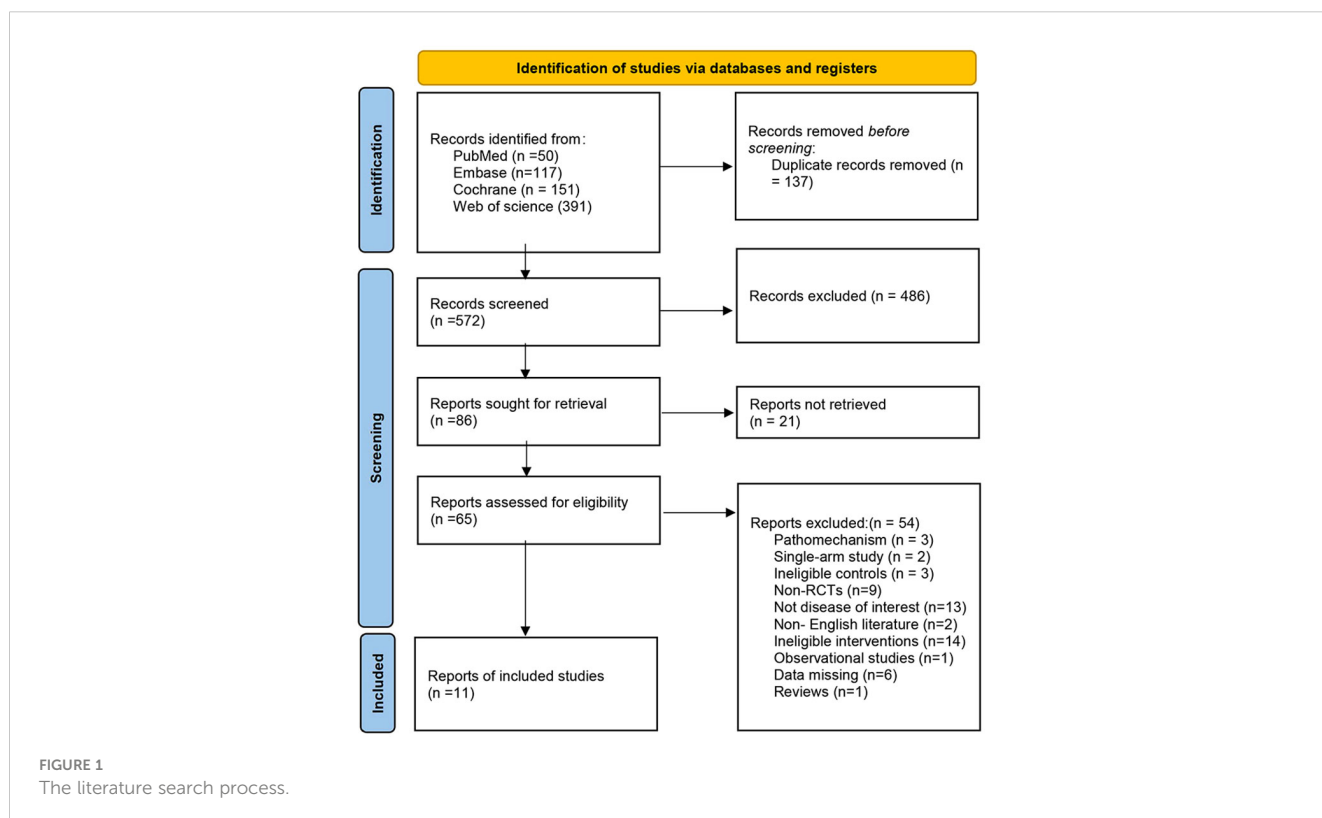 Identification of studies via databases and registers
Identification
Records identified from:
PubMed (n =50)
Embase (n=117)
Cochrane (n = 151)
Web of science (391)
Records removed before
screening:
Duplicate records removed (n
= 137)
Screening
Records screened
(n =572)
Records excluded (n = 486)
Reports sought for retrieval
(n =86)
Reports not retrieved
(n = 21)
Reports assessed for eligibility
(n =65)
Reports excluded:(n = 54)
Pathomechanism (n = 3)
Single-arm study (n = 2)
Ineligible controls (n = 3)
Non-RCTs (n=9)
Not disease of interest (n=13)
Non- English literature (n=2)
Ineligible interventions (n=14)
Observational studies (n=1)
Data missing (n=6)
Reviews (n=1)
Included
Reports of included studies
(n =11)
FIGURE 1
The literature search process.